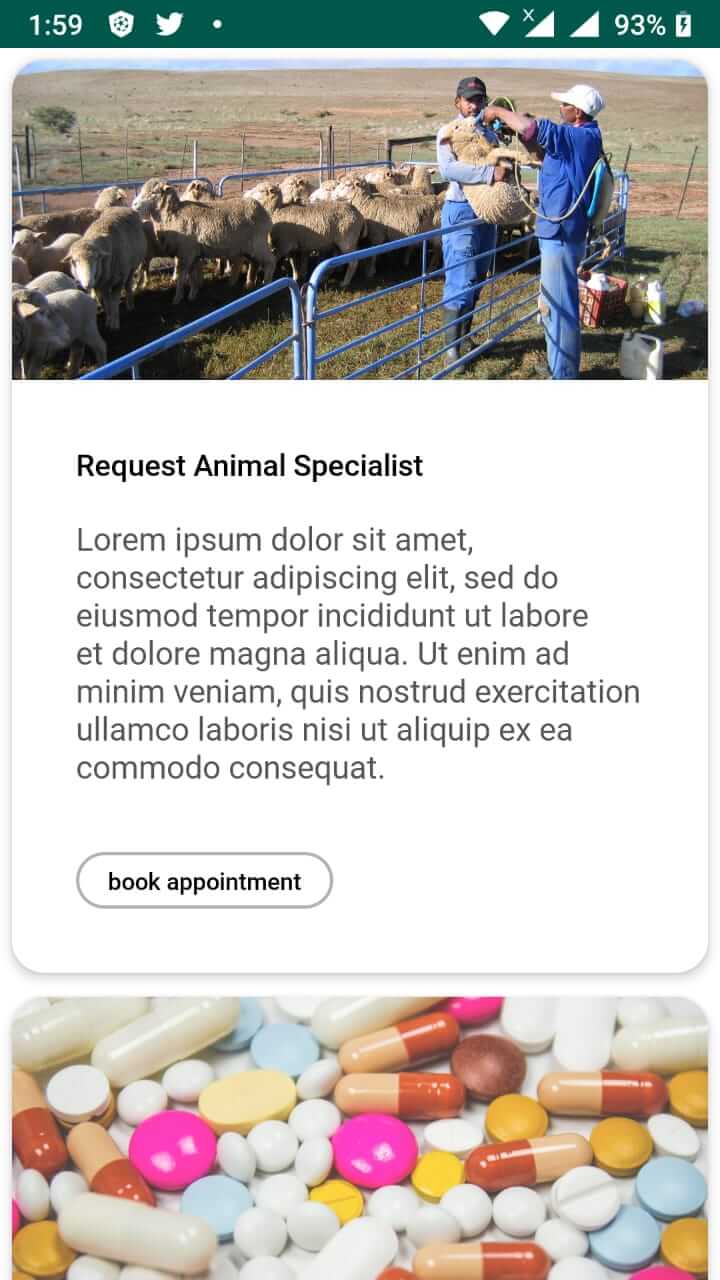 1:59
x
93%
Request Animal Specialist
Lorem ipsum dolor sit amet,
consectetur adipiscing elit, sed do
eiusmod tempor incididunt ut labore
et dolore magna aliqua. Ut enim ad
minim veniam, quis nostrud exercitation
ullamco laboris nisi ut aliquip ex ea
commodo consequat.
book appointment